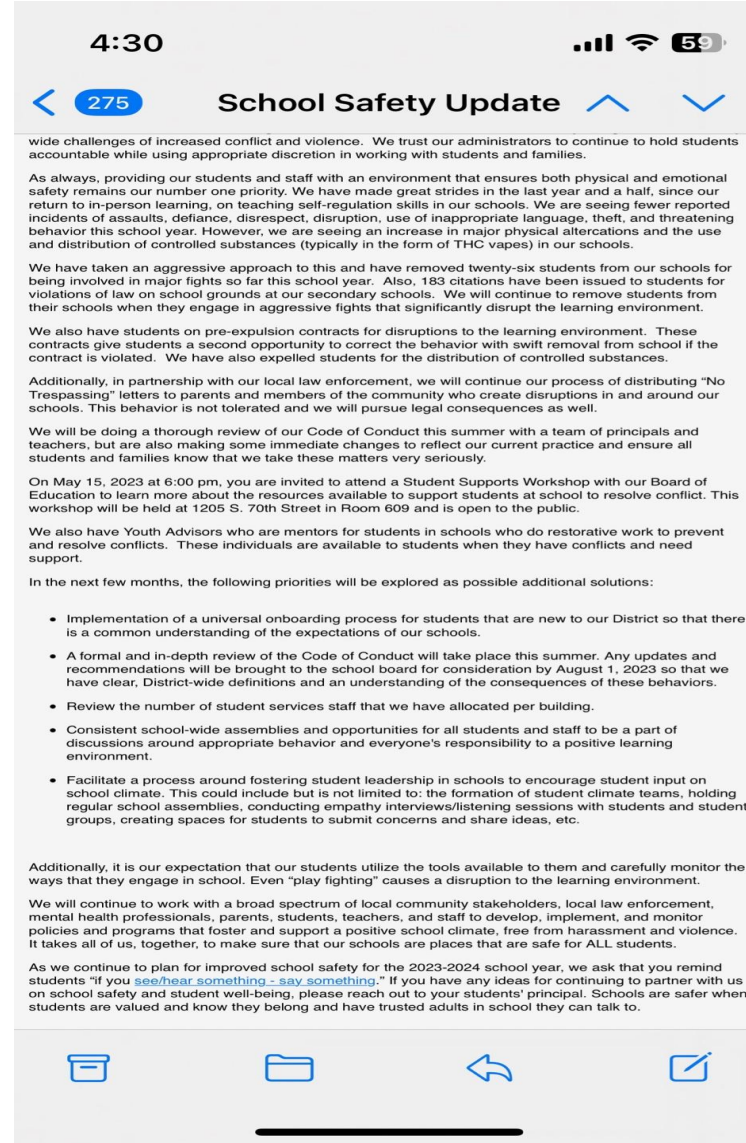 4:30
59
275
School Safety Update
wide challenges of increased conflict and violence. We trust our administrators to continue to hold students
accountable while using appropriate discretion in working with students and families.
As always, providing our students and staff with an environment that ensures both physical and emotional
safety remains our number one priority. We have made great strides in the last year and a half, since our
return to in-person learning, on teaching self-regulation skills in our schools. We are seeing fewer reported
incidents of assaults, defiance, disrespect, disruption, use of inappropriate language, theft, and threatening
behavior this school year. However, we are seeing an increase in major physical altercations and the use
and distribution of controlled substances (typically in the form of THC vapes) in our schools.
We have taken an aggressive approach to this and have removed twenty-six students from our schools for
being involved in major fights so far this school year. Also, 183 citations have been issued to students for
violations of law on school grounds at our secondary schools. We will continue to remove students from
their schools when they engage in aggressive fights that significantly disrupt the learning environment.
We also have students on pre-expulsion contracts for disruptions to the learning environment. These
contracts give students a second opportunity to correct the behavior with swift removal from school if the
contract is violated. We have also expelled students for the distribution of controlled substances.
Additionally, in partnership with our local law enforcement, we will continue our process of distributing “No
Trespassing” letters to parents and members of the community who create disruptions in and around our
schools. This behavior is not tolerated and we will pursue legal consequences as well.
We will be doing a thorough review of our Code of Conduct this summer with a team of principals and
teachers, but are also making some immediate changes to reflect our current practice and ensure all
students and families know that we take these matters very seriously.
On May 15, 2023 at 6:00 pm, you are invited to attend a Student Supports Workshop with our Board of
Education to learn more about the resources available to support students at school to resolve conflict. This
workshop will be held at 1205 S. 70th Street in Room 609 and is open to the public.
We also have Youth Advisors who are mentors for students in schools who do restorative work to prevent
and resolve conflicts. These individuals are available to students when they have conflicts and need
support.
In the next few months, the following priorities will be explored as possible additional solutions:
• Implementation of a universal onboarding process for students that are new to our District so that there
is a common understanding of the expectations of our schools.
• A formal and in-depth review of the Code of Conduct will take place this summer. Any updates and
recommendations will be brought to the school board for consideration by August 1, 2023 so that we
have clear, District-wide definitions and an understanding of the consequences of these behaviors.
• Review the number of student services staff that we have allocated per building.
• Consistent school-wide assemblies and opportunities for all students and staff to be a part of
discussions around appropriate behavior and everyone's responsibility to a positive learning
environment.
• Facilitate a process around fostering student leadership in schools to encourage student input on
school climate. This could include but is not limited to: the formation of student climate teams, holding
regular school assemblies, conducting empathy interviews/listening sessions with students and student
groups, creating spaces for students to submit concerns and share ideas, etc.
Additionally, it is our expectation that our students utilize the tools available to them and carefully monitor the
ways that they engage in school. Even “play fighting” causes a disruption to the learning environment.
We will continue to work with a broad spectrum of local community stakeholders, local law enforcement,
mental health professionals, parents, students, teachers, and staff to develop, implement, and monitor
policies and programs that foster and support a positive school climate, free from harassment and violence.
It takes all of us, together, to make sure that our schools are places that are safe for ALL students.
As we continue to plan for improved school safety for the 2023-2024 school year, we ask that you remind
students “if you see/hear something - say something.” If you have any ideas for continuing to partner with us
on school safety and student well-being, please reach out to your students' principal. Schools are safer when
students are valued and know they belong and have trusted adults in school they can talk to.